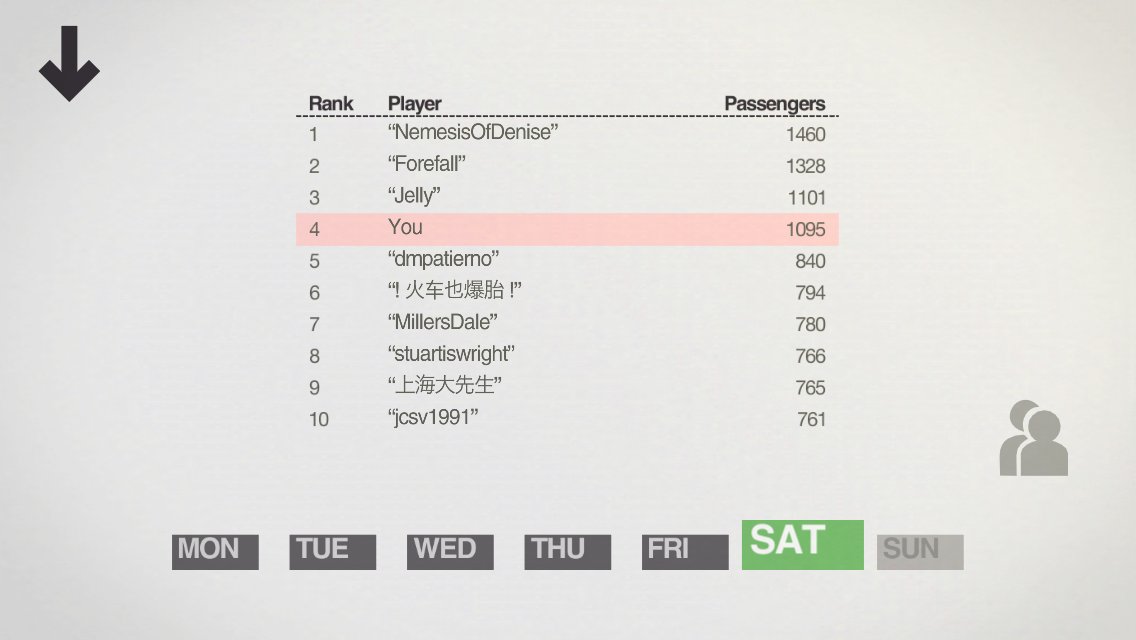 Rank Player Passengers
1 “NemesisOfDenise” 1460
2 “Forefall” 1328
3 “Jelly” 1101
4 You 1095
5 “dmpatierno” 840
6 “! 火车也爆胎 !” 794
7 “MillersDale” 780
8 “stuartiswright” 766
9 “上海大先生” 765
10 “jcsv1991” 761
MON TUE WED THU FRI SAT SUN